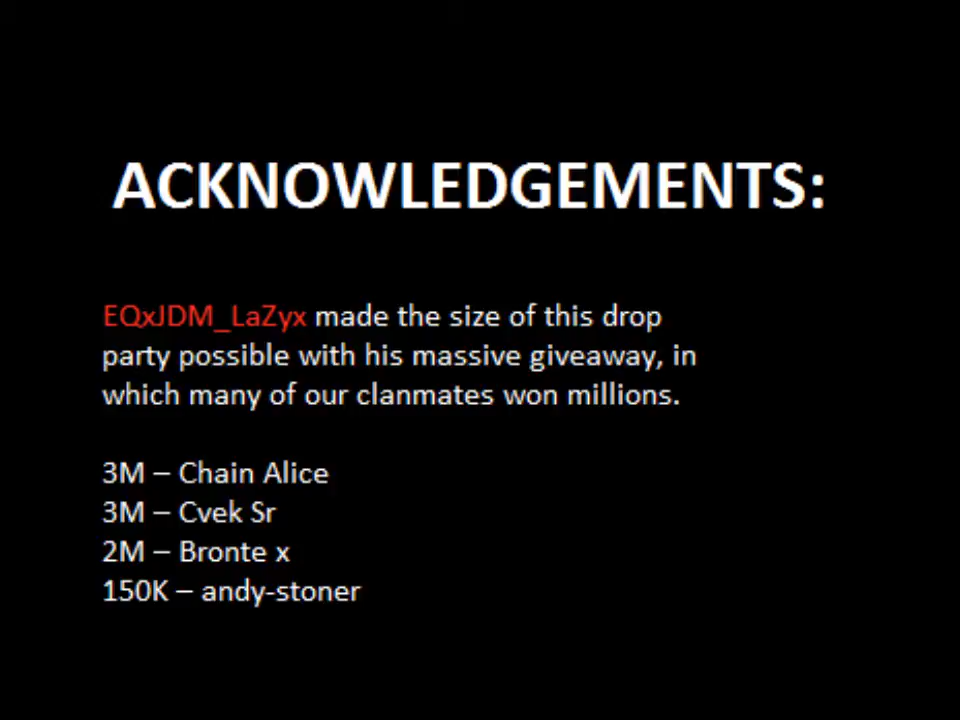 ACKNOWLEDGEMENTS:
EQxJDM_LaZyx made the size of this drop
party possible with his massive giveaway, in
which many of our clanmates won millions.
3M – Chain Alice
3M – Cvek Sr
2M – Bronte x
150K – andy-stoner